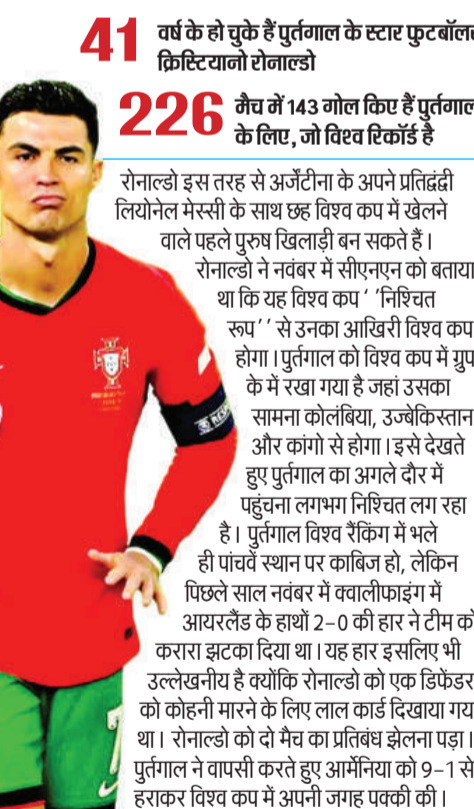 41 वर्ष के हो चुके हैं पुर्तगाल के स्टार फुटबॉलर
क्रिस्टियानो रोनाल्डो
226 मैच में 143 गोल किए हैं पुर्तगाल
के लिए, जो विश्व रिकॉर्ड है
रोनाल्डो इस तरह से अर्जेंटीना के अपने प्रतिद्वंद्वी
लियोनेल मेस्सी के साथ छह विश्व कप में खेलने
वाले पहले पुरुष खिलाड़ी बन सकते हैं।
रोनाल्डो ने नवंबर में सीएनएन को बताया
था कि यह विश्व कप ‘ ‘निश्चित
रूप’ ’ से उनका आखिरी विश्व कप
होगा। पुर्तगाल को विश्व कप में ग्रुप
के में रखा गया है जहां उसका
सामना कोलंबिया, उज्बेकिस्तान
और कांगो से होगा। इसे देखते
हुए पुर्तगाल का अगले दौर में
पहुंचना लगभग निश्चित लग रहा
है। पुर्तगाल विश्व रैंकिंग में भले
ही पांचवें स्थान पर काबिज हो, लेकिन
पिछले साल नवंबर में क्वालीफाइंग में
आयरलैंड के हाथों 2-0 की हार ने टीम को
करारा झटका दिया था। यह हार इसलिए भी
उल्लेखनीय है क्योंकि रोनाल्डो को एक डिफेंडर
को कोहनी मारने के लिए लाल कार्ड दिखाया गया
था। रोनाल्डो को दो मैच का प्रतिबंध झेलना पड़ा।
पुर्तगाल ने वापसी करते हुए आर्मेनिया को 9-1 से
हराकर विश्व कप में अपनी जगह पक्की की।